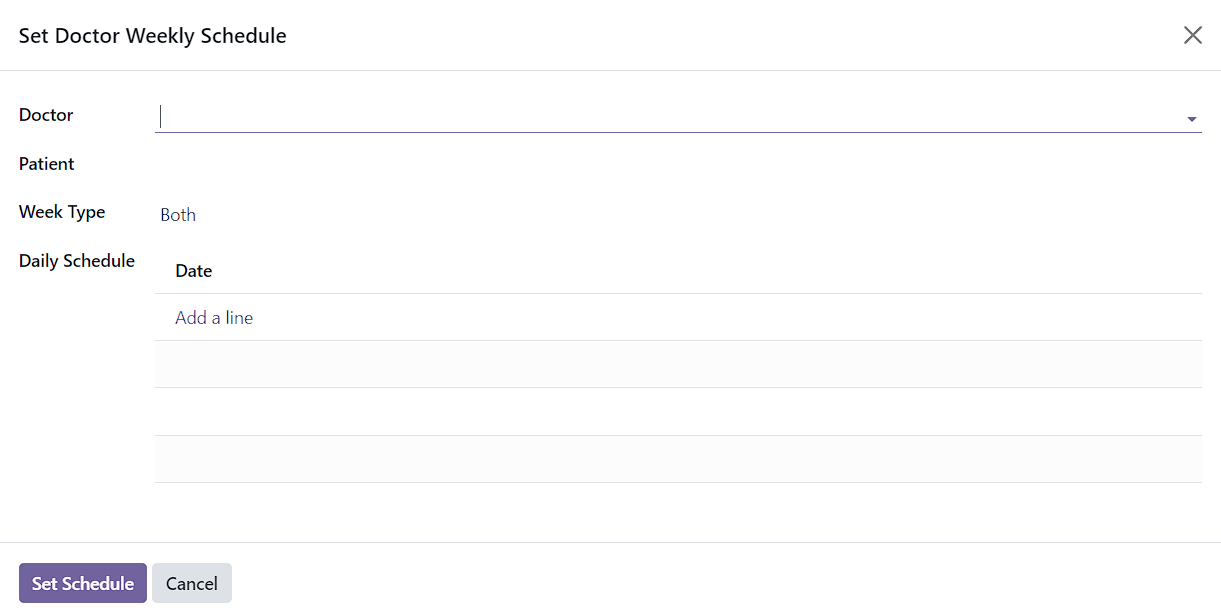 Set Doctor Weekly Schedule
Doctor
Patient
Week Type Both
Daily Schedule Date
Add a line
Set Schedule Cancel